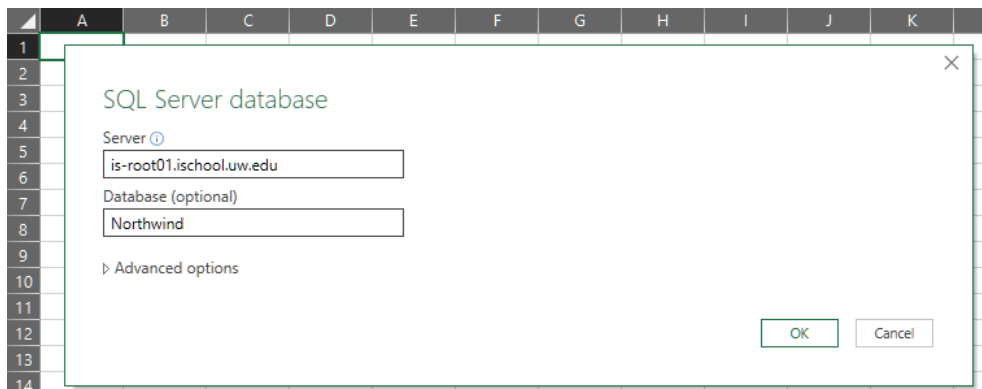 A B C D E F G H I J K
1
2
SQL Server database
3
4
Server
5
is-root01.ischool.uw.edu
6
Database (optional)
7
Northwind
8
9
Advanced options
10
11
OK Cancel
12
13
14